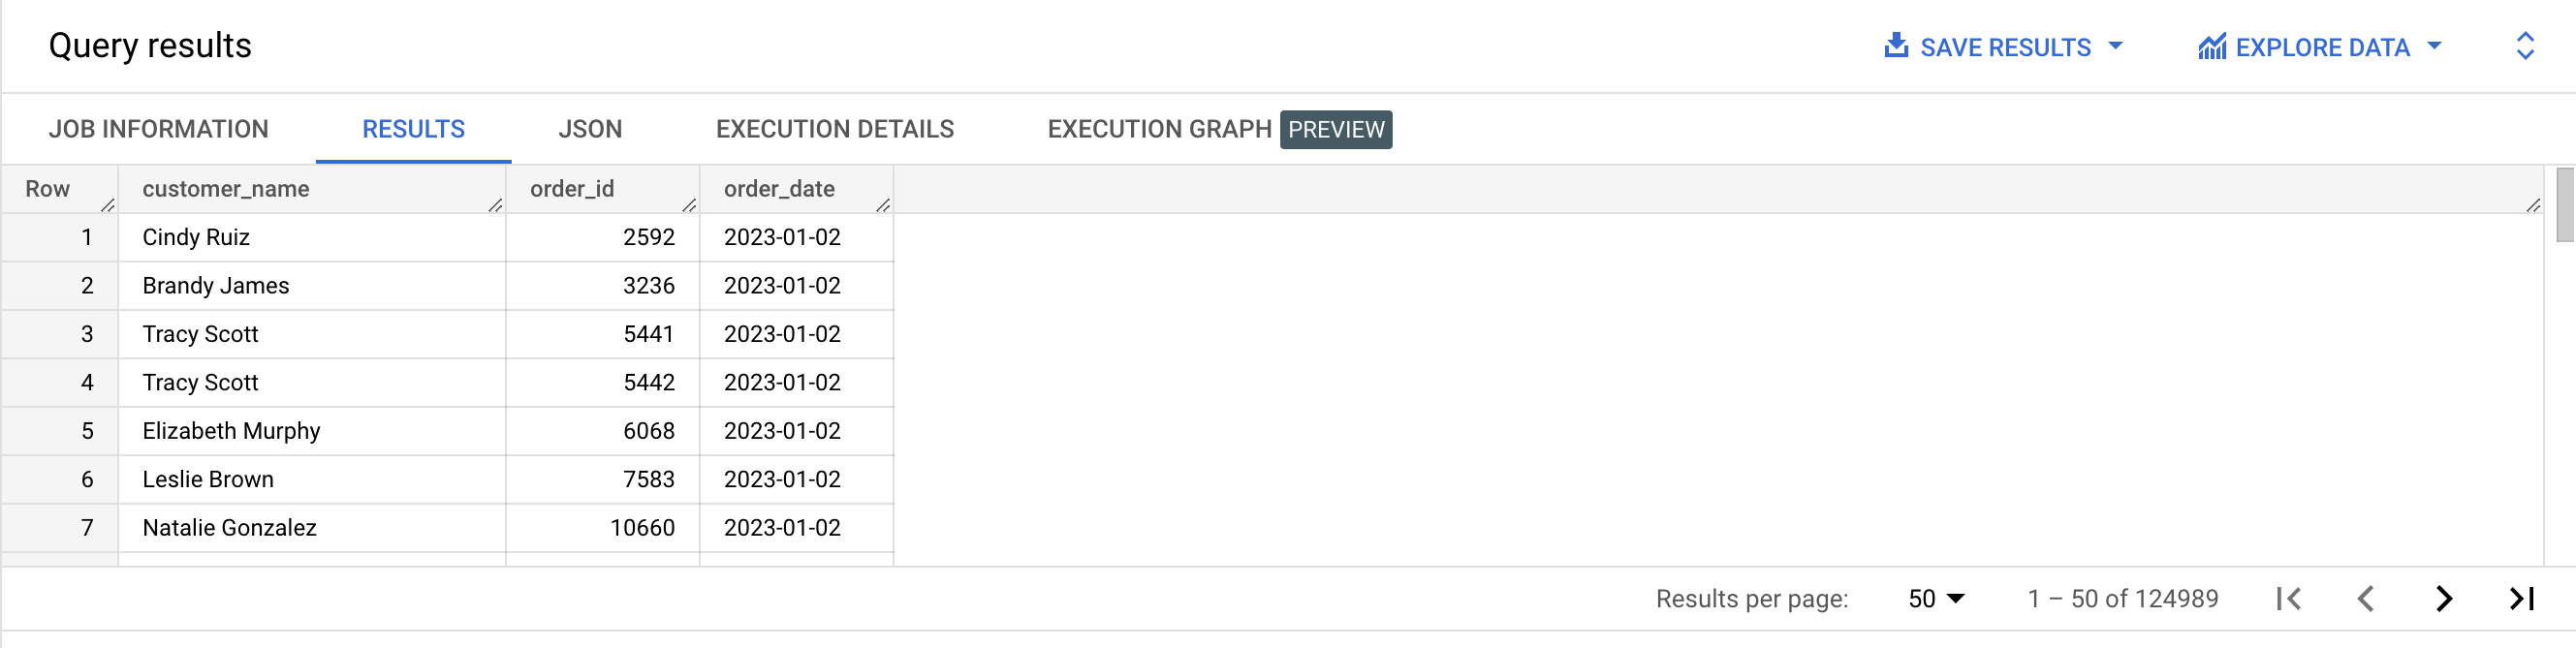 Query results SAVE RESULTS EXPLORE DATA
JOB INFORMATION RESULTS JSON EXECUTION DETAILS EXECUTION GRAPH PREVIEW
Row customer_name order_id order_date
1 Cindy Ruiz 2592 2023-01-02
2 Brandy James 3236 2023-01-02
3 Tracy Scott 5441 2023-01-02
4 Tracy Scott 5442 2023-01-02
5 Elizabeth Murphy 6068 2023-01-02
6 Leslie Brown 7583 2023-01-02
7 Natalie Gonzalez 10660 2023-01-02
Results per page: 50 1 – 50 of 124989